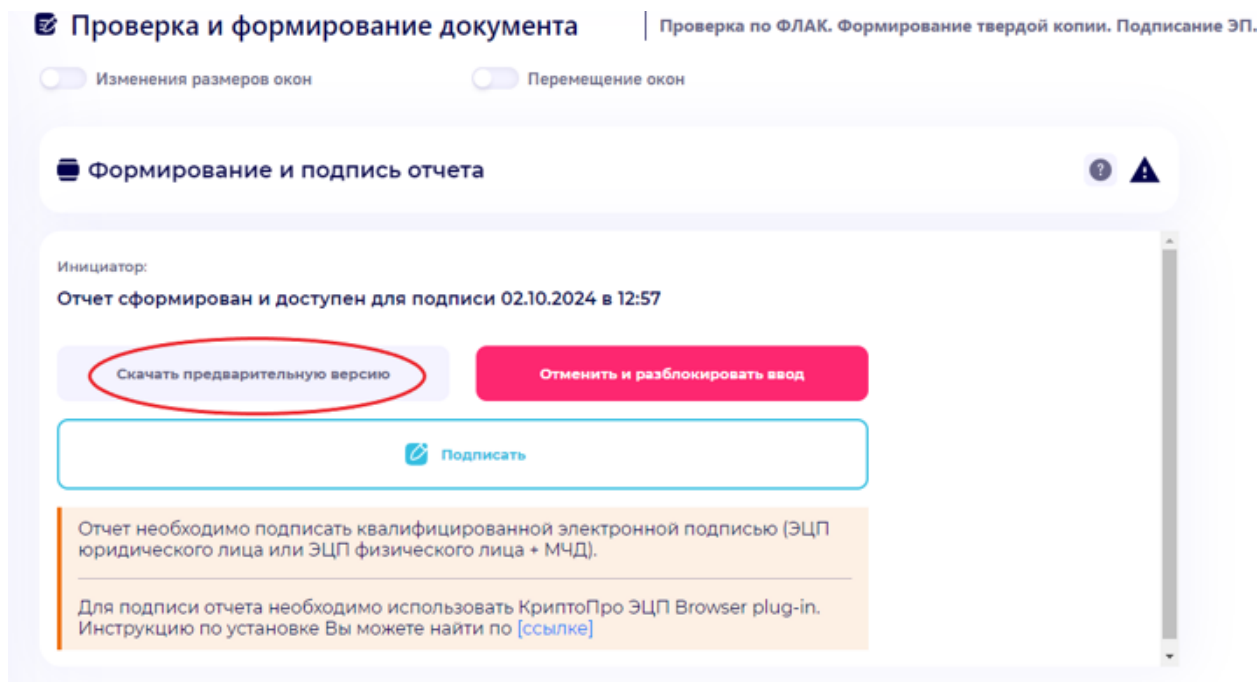 Проверка и формирование документа
Проверка по ФЛАК. Формирование твердой копии. Подписание ЭП.
Изменения размеров окон
Перемещение окон
Формирование и подпись отчета
Инициатор:
Отчет сформирован и доступен для подписи 02.10.2024 в 12:57
Скачать предварительную версию
Отменить и разблокировать ввод
Подписать
Отчет необходимо подписать квалифицированной электронной подписью (ЭЦП
юридического лица или ЭЦП физического лица + МЧД).
Для подписи отчета необходимо использовать КриптоПро ЭЦП Browser plug-in.
Инструкцию по установке Вы можете найти по [ссылке]